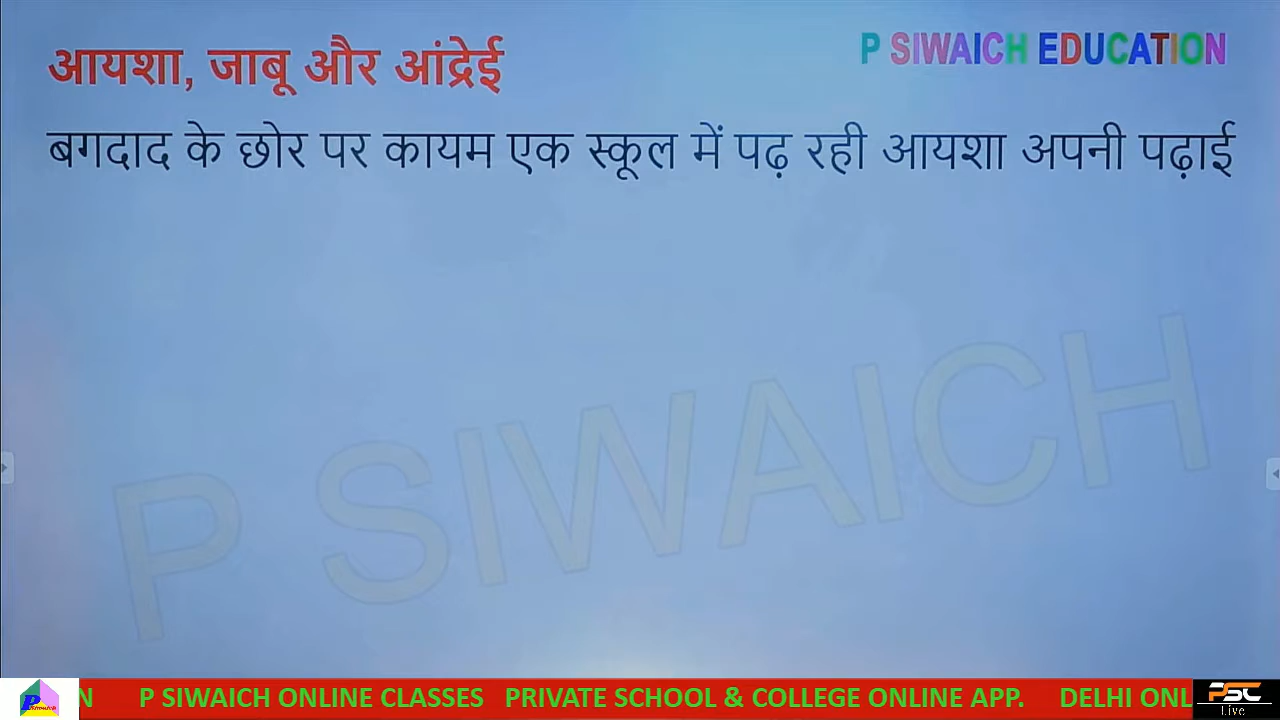 आयशा, जाबू और आंद्रेई
P SIWAICH EDUCATION
बगदाद के छोर पर कायम एक स्कूल में पढ़ रही आयशा अपनी पढ़ाई
P SIWAICH
N P SIWAICH ONLINE CLASSES PRIVATE SCHOOL & COLLEGE ONLINE APP. DELHI ONL
PSC
Live